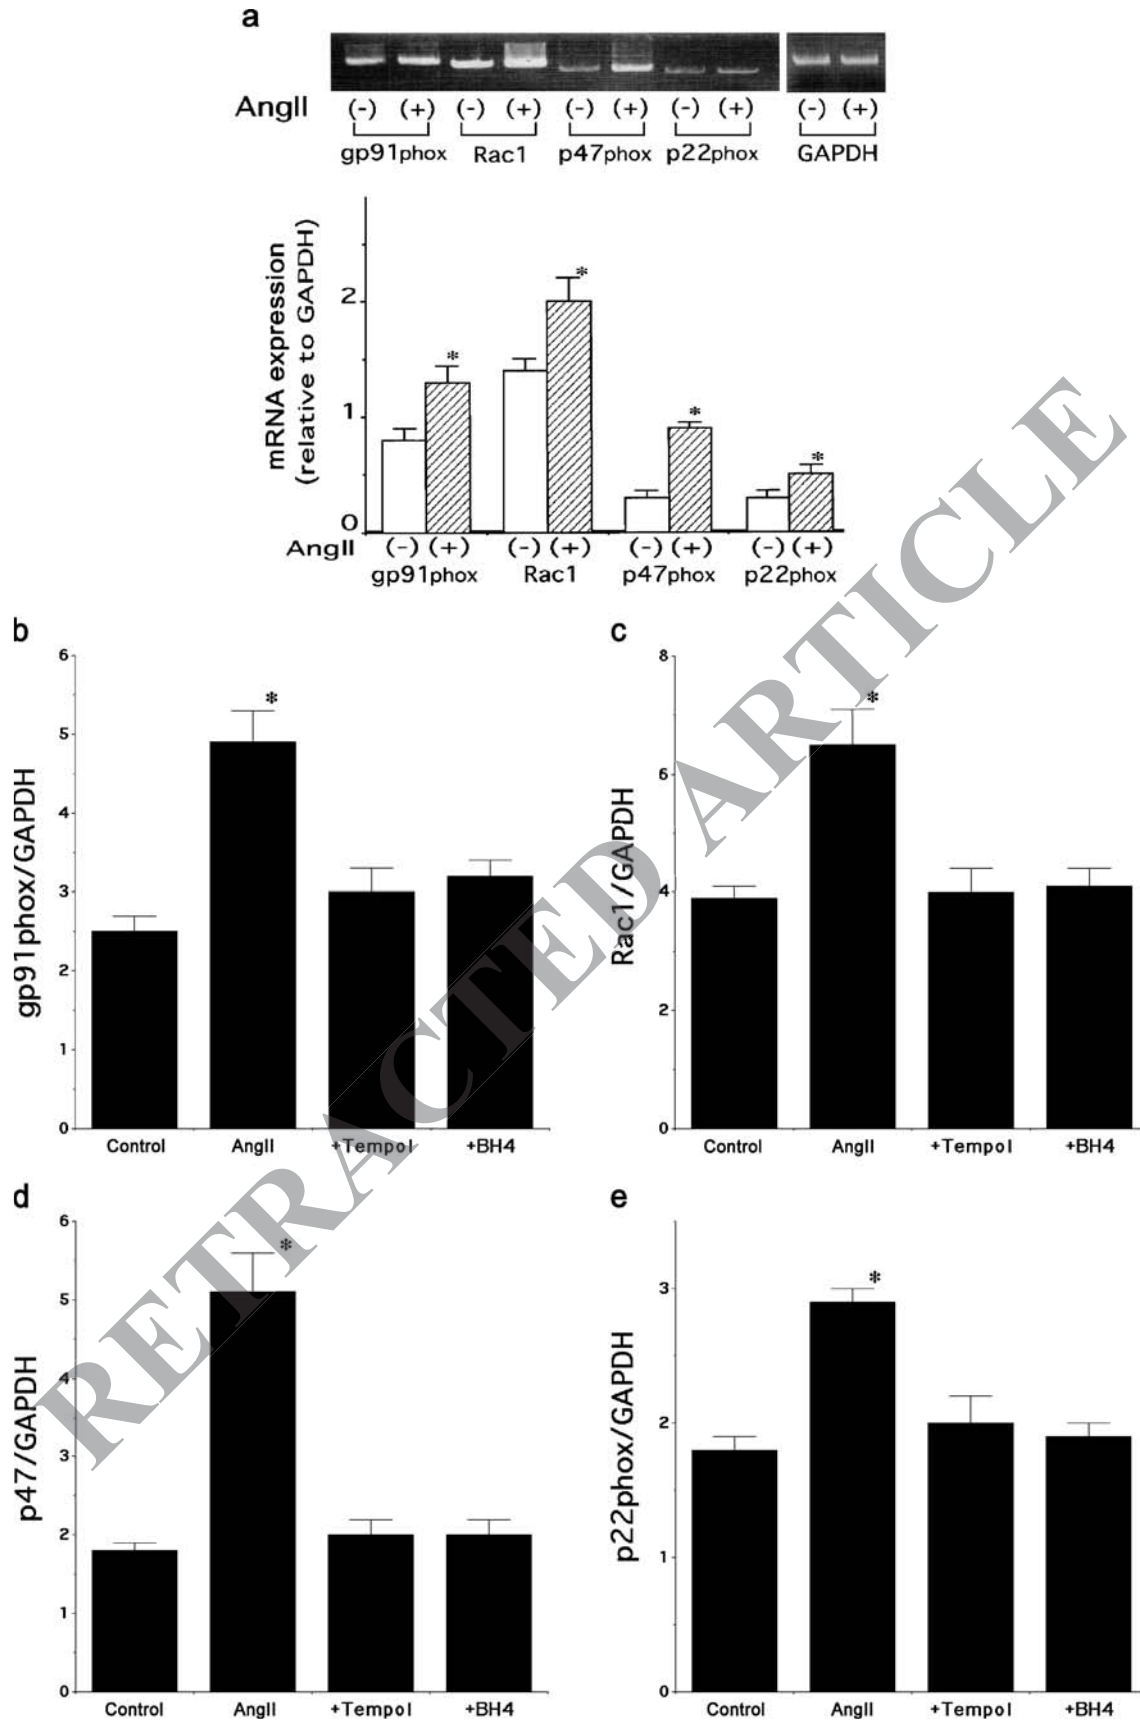 a
AngII (-) (+) (-) (+) (-) (+) (-) (+) (-) (+)
gp91phox Rac1 p47phox p22phox GAPDH
mRNA expression
(relative to GAPDH)
2
*
*
1
*
*
0
AngII (-) (+) (-) (+) (-) (+) (-) (+)
gp91phox Rac1 p47phox p22phox
b
gp91phox/GAPDH
6
5
4
3
2
1
0
*
Control AngII +Tempol +BH4
c
Rac1/GAPDH
8
6
4
2
0
*
Control AngII +Tempol +BH4
d
p47/GAPDH
6
5
4
3
2
1
0
*
Control AngII +Tempol +BH4
e
p22phox/GAPDH
3
2
1
0
*
Control AngII +Tempol +BH4
RETRACTED ARTICLE